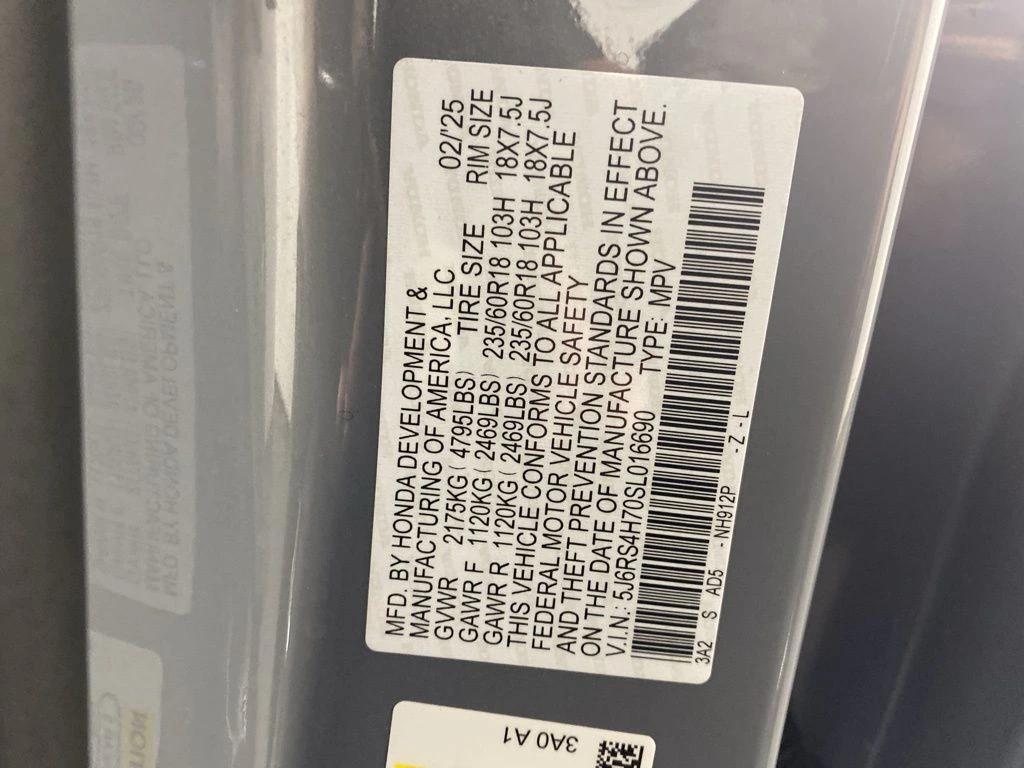 MFD. BY HONDA DEVELOPMENT & 02/'25
MANUFACTURING OF AMERICA, LLC
TIRE SIZE RIM SIZE
GVWR 2175KG ( 4795LBS)
GAWR F 1120KG ( 2469LBS) 235/60R18 103H 18X7.5J
GAWR R 1120KG ( 2469LBS) 235/60R18 103H 18X7.5J
THIS VEHICLE CONFORMS TO ALL APPLICABLE
FEDERAL MOTOR VEHICLE SAFETY
AND THEFT PREVENTION STANDARDS IN EFFECT
ON THE DATE OF MANUFACTURE SHOWN ABOVE.
V.I.N.: 5J6RS4H70SL016690 TYPE: MPV
3A2 S AD5 - NH912P - Z - L
3A0 A1